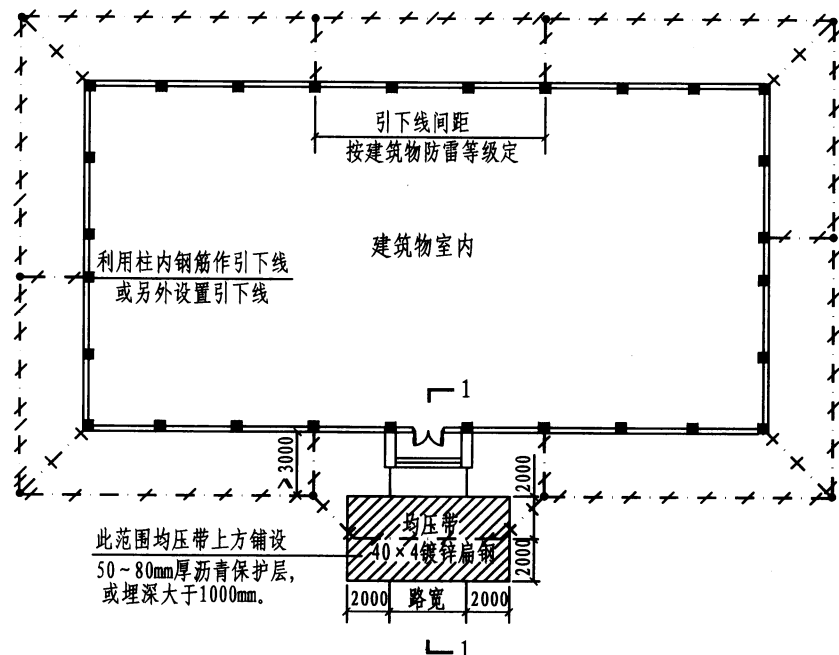 引下线间距
按建筑物防雷等级定
建筑物室内
利用柱内钢筋作引下线
或另外设置引下线
1
>3000
2000
均压带
40×4镀锌扁钢
2000
此范围均压带上方铺设
50~80mm厚沥青保护层,
或埋深大于1000mm。
2000 路宽 2000
1